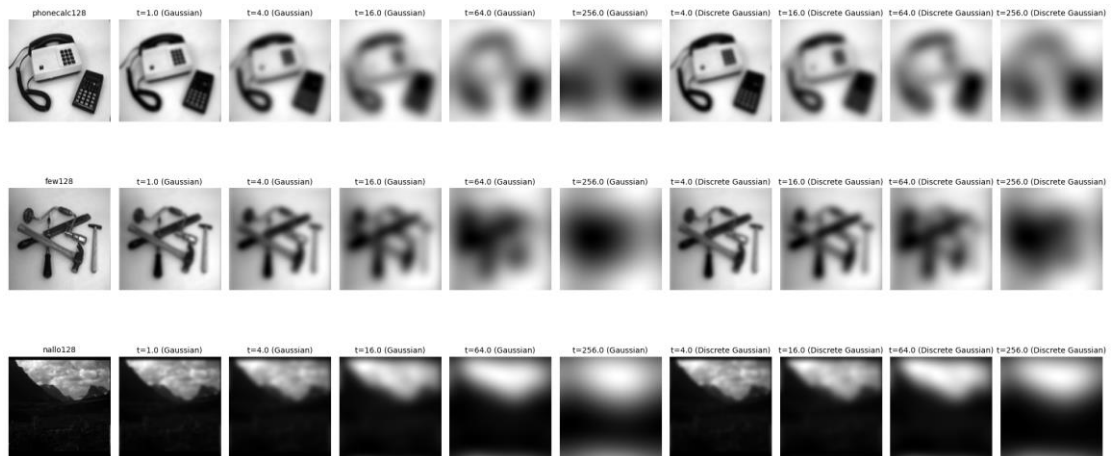 phonecalc128 t=1.0 (Gaussian) t=4.0 (Gaussian) t=16.0 (Gaussian) t=64.0 (Gaussian) t=256.0 (Gaussian) t=4.0 (Discrete Gaussian) t=16.0 (Discrete Gaussian) t=64.0 (Discrete Gaussian) t=256.0 (Discrete Gaussian)
few128 t=1.0 (Gaussian) t=4.0 (Gaussian) t=16.0 (Gaussian) t=64.0 (Gaussian) t=256.0 (Gaussian) t=4.0 (Discrete Gaussian) t=16.0 (Discrete Gaussian) t=64.0 (Discrete Gaussian) t=256.0 (Discrete Gaussian)
nallo128 t=1.0 (Gaussian) t=4.0 (Gaussian) t=16.0 (Gaussian) t=64.0 (Gaussian) t=256.0 (Gaussian) t=4.0 (Discrete Gaussian) t=16.0 (Discrete Gaussian) t=64.0 (Discrete Gaussian) t=256.0 (Discrete Gaussian)